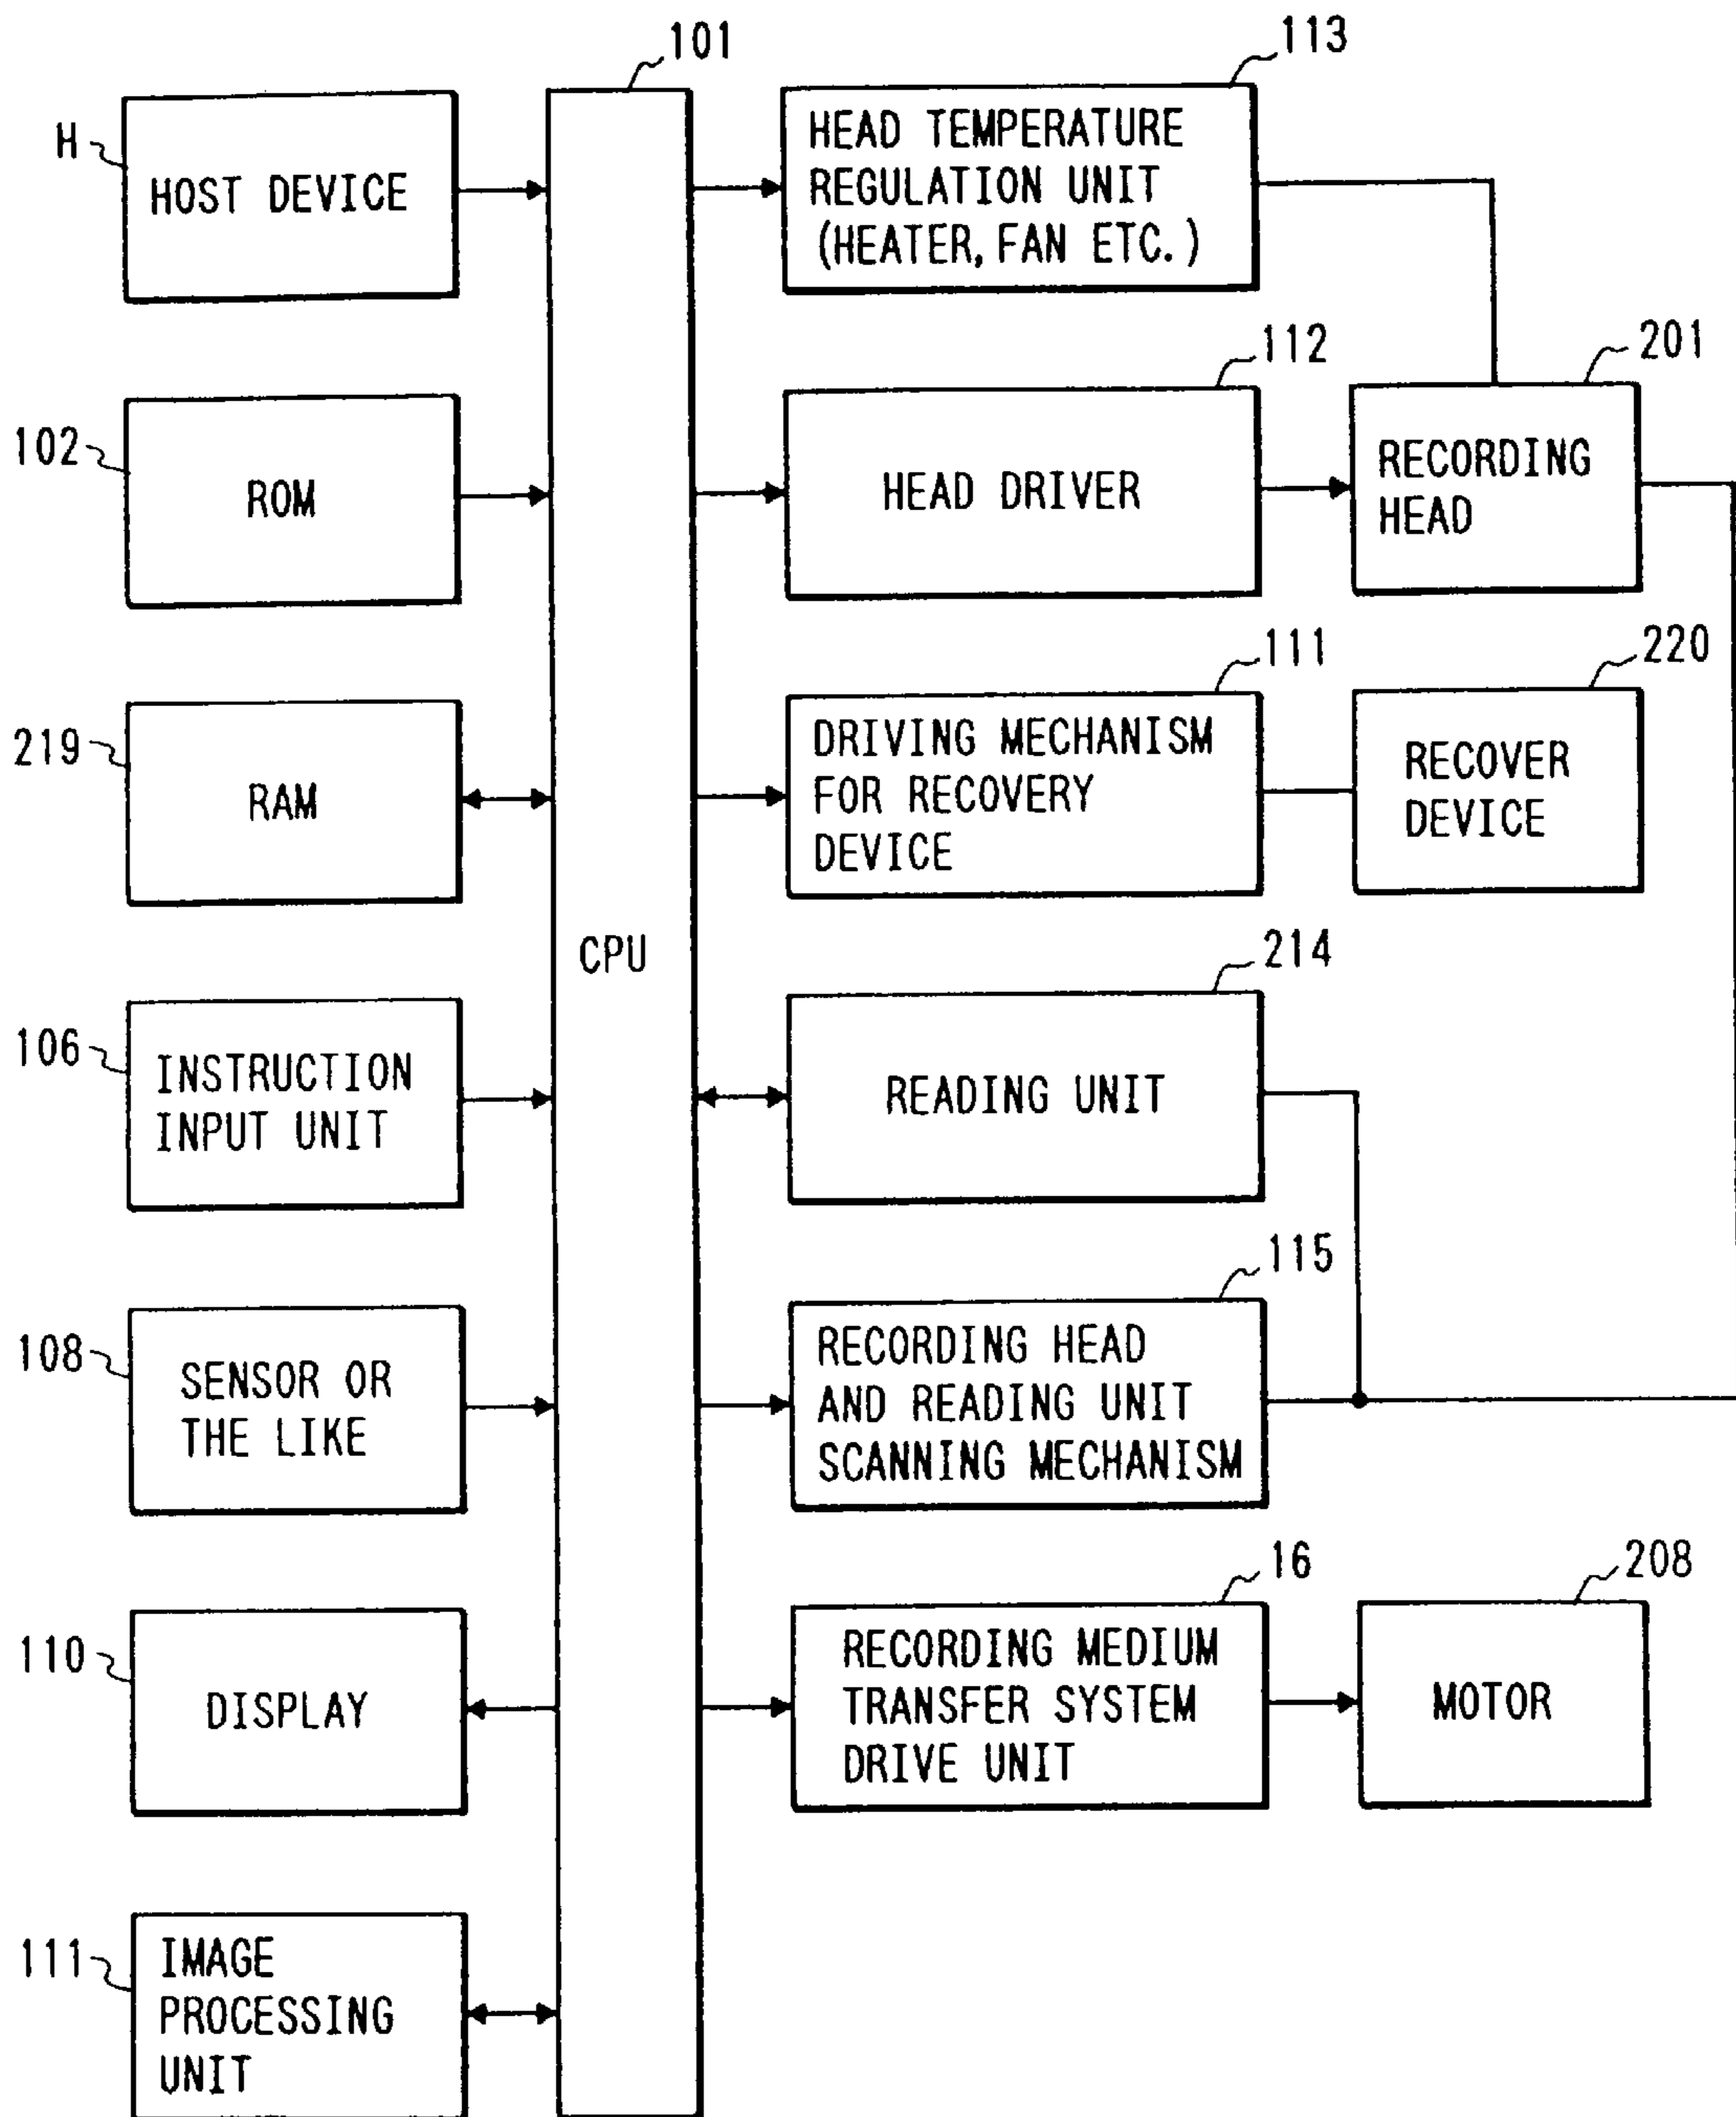 101
113
H
HOST DEVICE
HEAD TEMPERATURE
REGULATION UNIT
(HEATER, FAN ETC.)
112
201
102
ROM
HEAD DRIVER
RECORDING
HEAD
111
220
219
RAM
DRIVING MECHANISM
FOR RECOVERY
DEVICE
RECOVER
DEVICE
CPU
214
106
INSTRUCTION
INPUT UNIT
READING UNIT
115
108
SENSOR OR
THE LIKE
RECORDING HEAD
AND READING UNIT
SCANNING MECHANISM
16
208
110
DISPLAY
RECORDING MEDIUM
TRANSFER SYSTEM
DRIVE UNIT
MOTOR
111
IMAGE
PROCESSING
UNIT